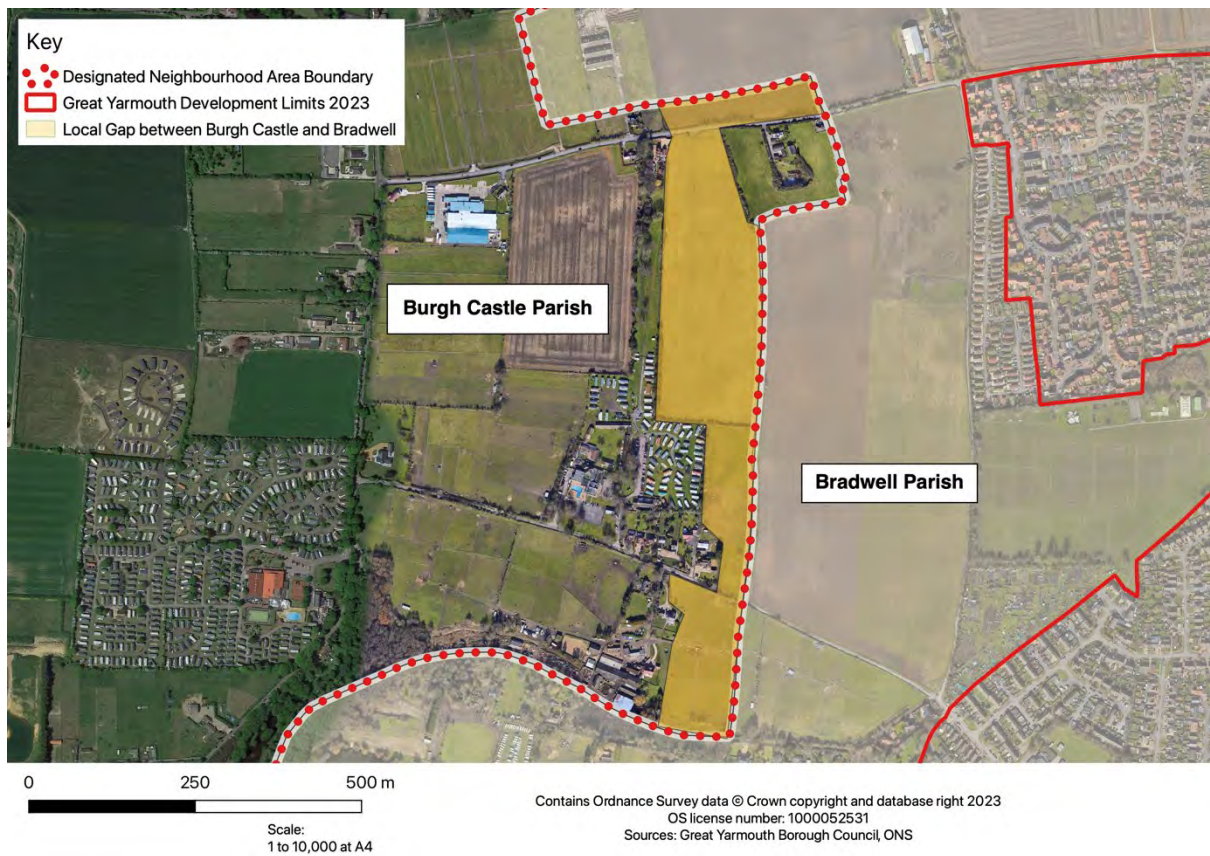 Key
Designated Neighbourhood Area Boundary
Great Yarmouth Development Limits 2023
Local Gap between Burgh Castle and Bradwell
Burgh Castle Parish
Bradwell Parish
0 250 500 m
Scale:
1 to 10,000 at A4
Contains Ordnance Survey data © Crown copyright and database right 2023
OS license number: 1000052531
Sources: Great Yarmouth Borough Council, ONS